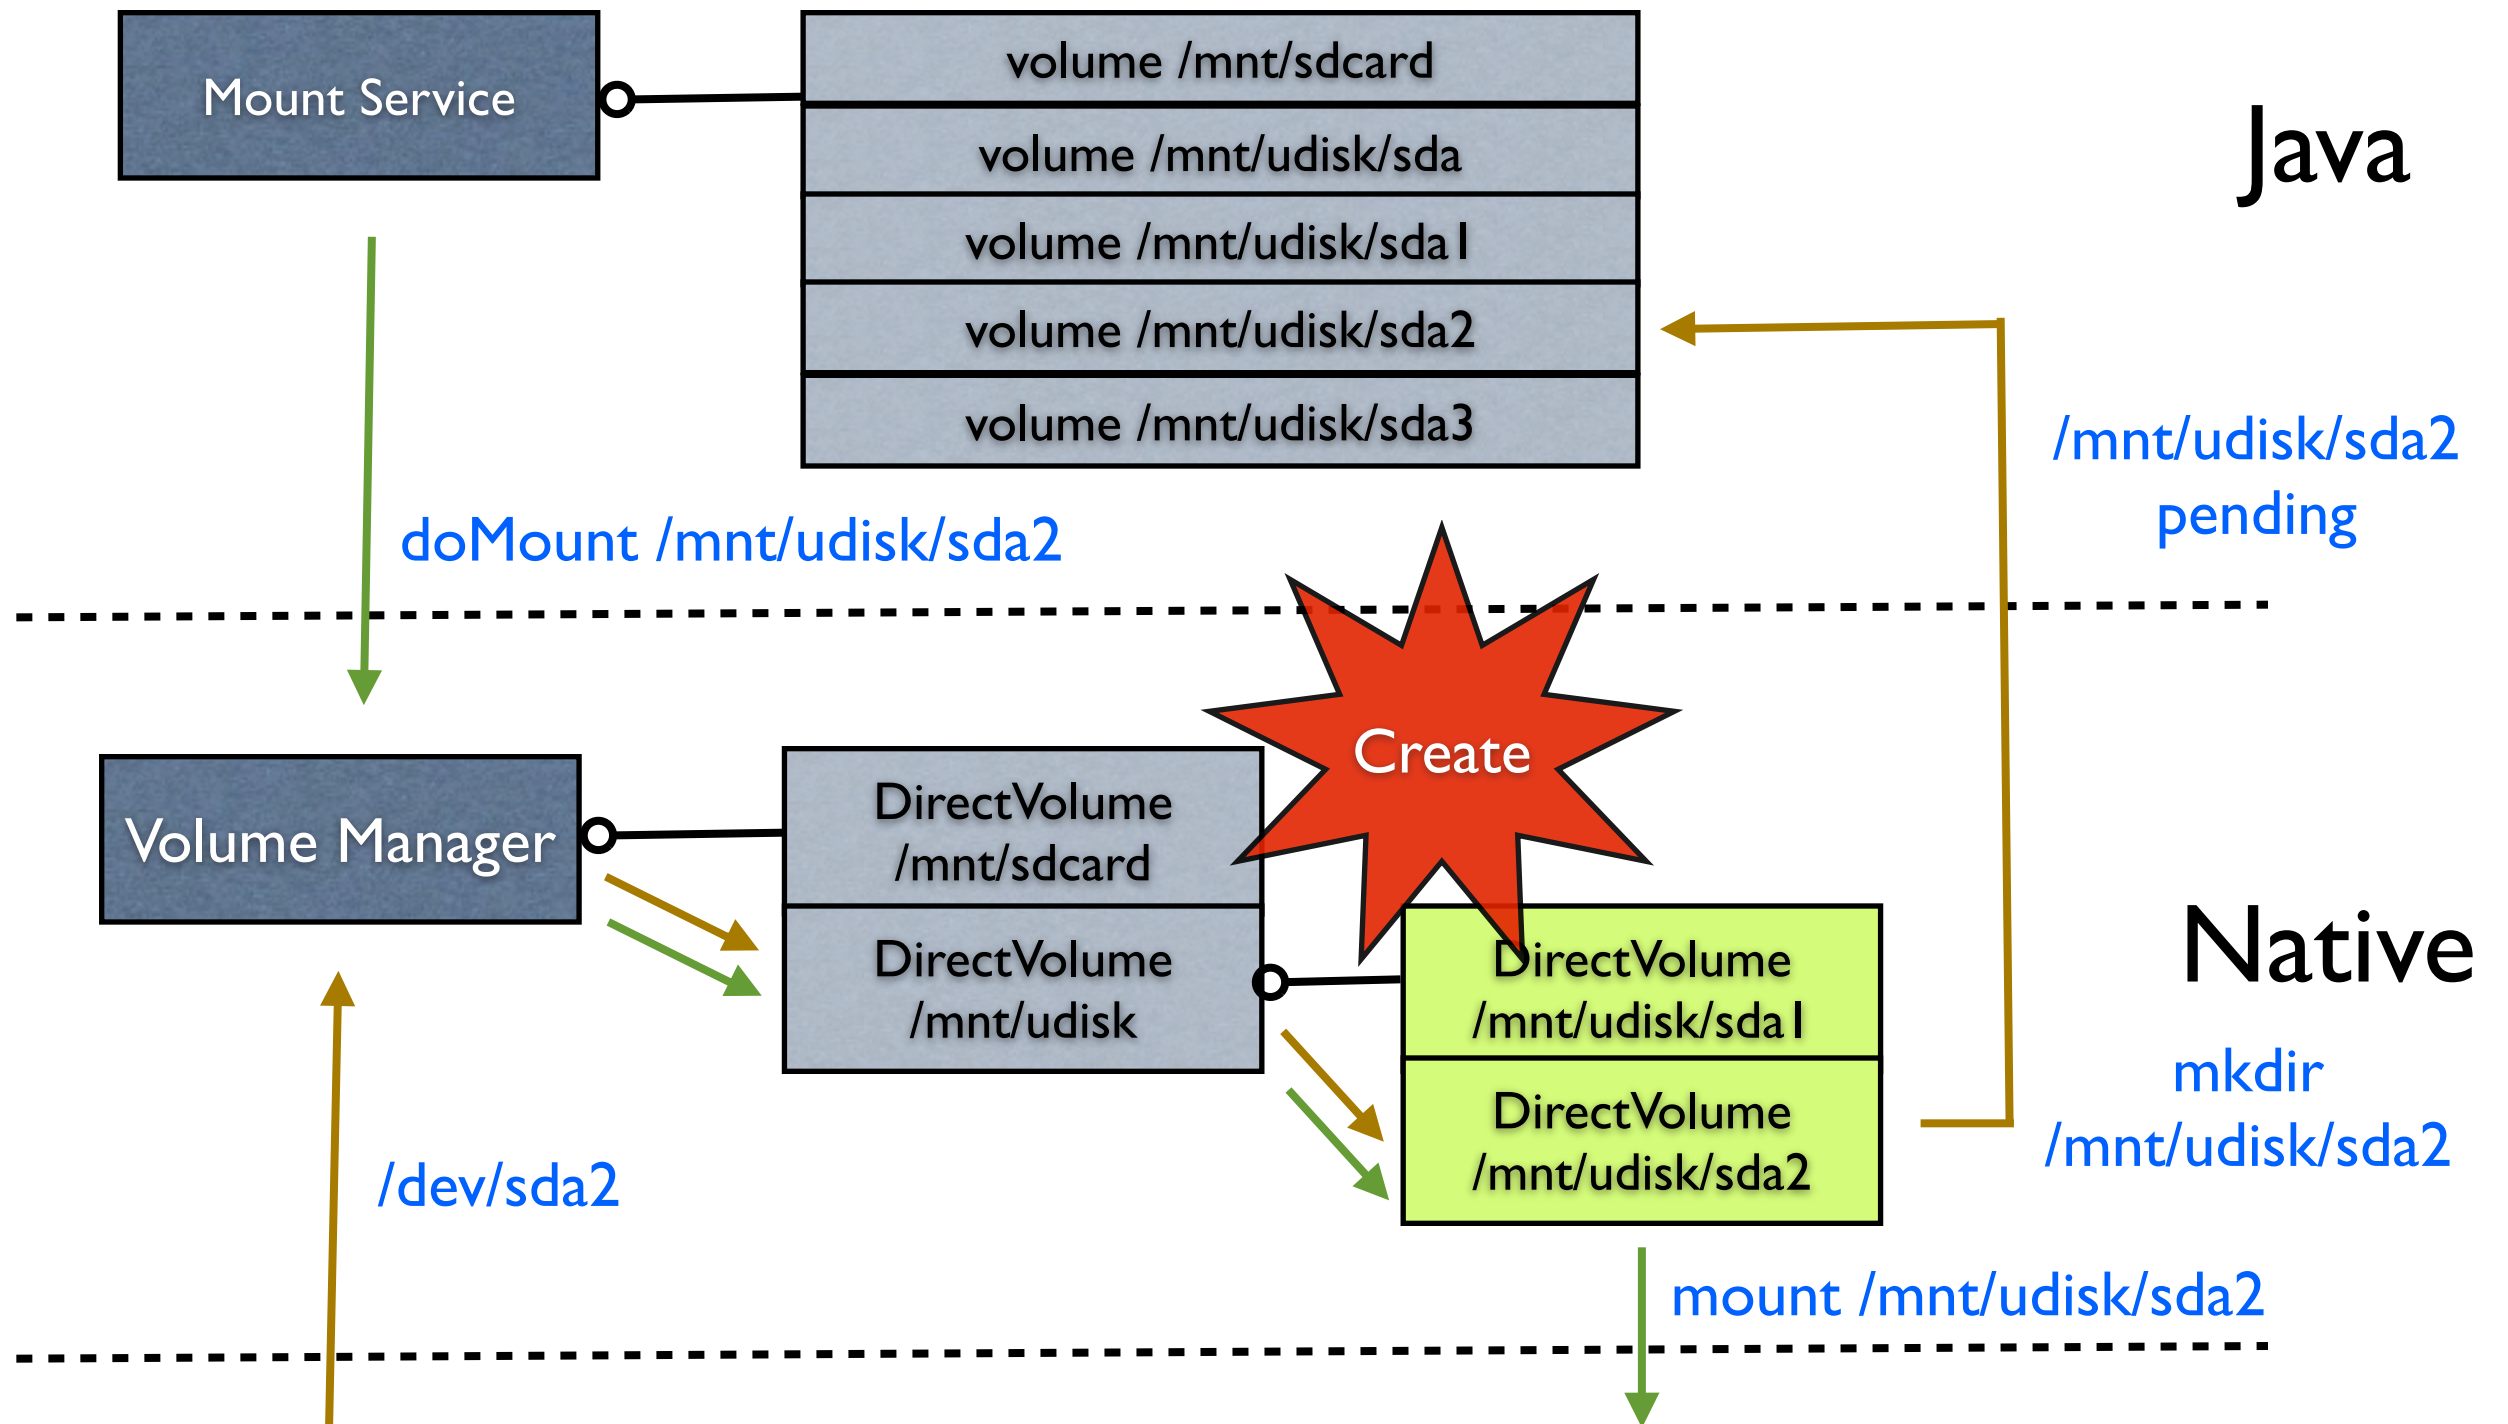 Mount Service
volume /mnt/sdcard
volume /mnt/udisk/sda
volume /mnt/udisk/sda1
volume /mnt/udisk/sda2
volume /mnt/udisk/sda3
Java
/mnt/udisk/sda2
pending
doMount /mnt/udisk/sda2
Create
Volume Manager
DirectVolume
/mnt/sdcard
DirectVolume
/mnt/udisk
DirectVolume
/mnt/udisk/sda1
DirectVolume
/mnt/udisk/sda2
Native
mkdir
/mnt/udisk/sda2
/dev/sda2
mount /mnt/udisk/sda2